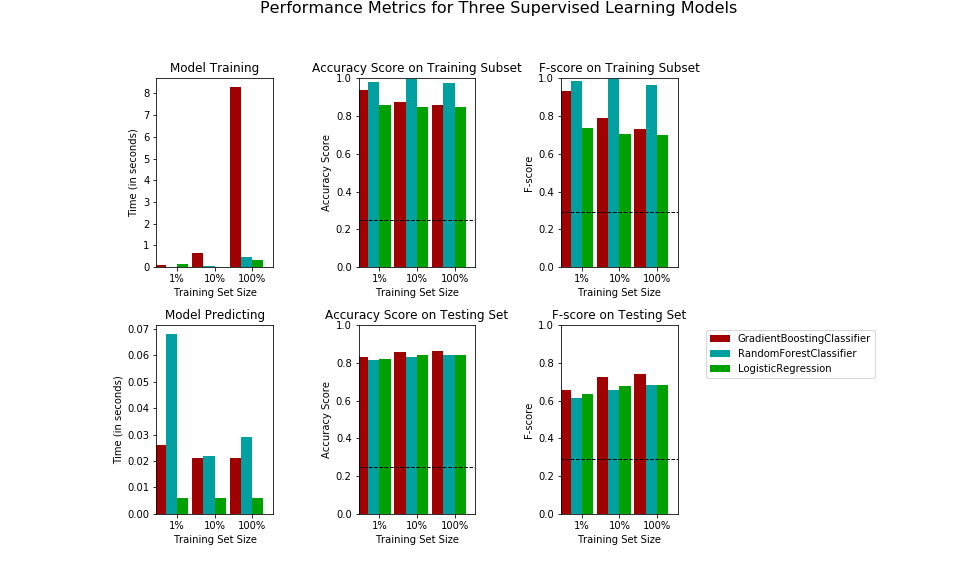 Performance Metrics for Three Supervised Learning Models
Model Training
Time (in seconds)
8
7
6
5
4
3
2
1
0
1% 10% 100%
Training Set Size
Accuracy Score on Training Subset
Accuracy Score
1.0
0.8
0.6
0.4
0.2
0.0
1% 10% 100%
Training Set Size
F-score on Training Subset
F-score
1.0
0.8
0.6
0.4
0.2
0.0
1% 10% 100%
Training Set Size
Model Predicting
Time (in seconds)
0.07
0.06
0.05
0.04
0.03
0.02
0.01
0.00
1% 10% 100%
Training Set Size
Accuracy Score on Testing Set
Accuracy Score
1.0
0.8
0.6
0.4
0.2
0.0
1% 10% 100%
Training Set Size
F-score on Testing Set
F-score
1.0
0.8
0.6
0.4
0.2
0.0
1% 10% 100%
Training Set Size
GradientBoostingClassifier
RandomForestClassifier
LogisticRegression